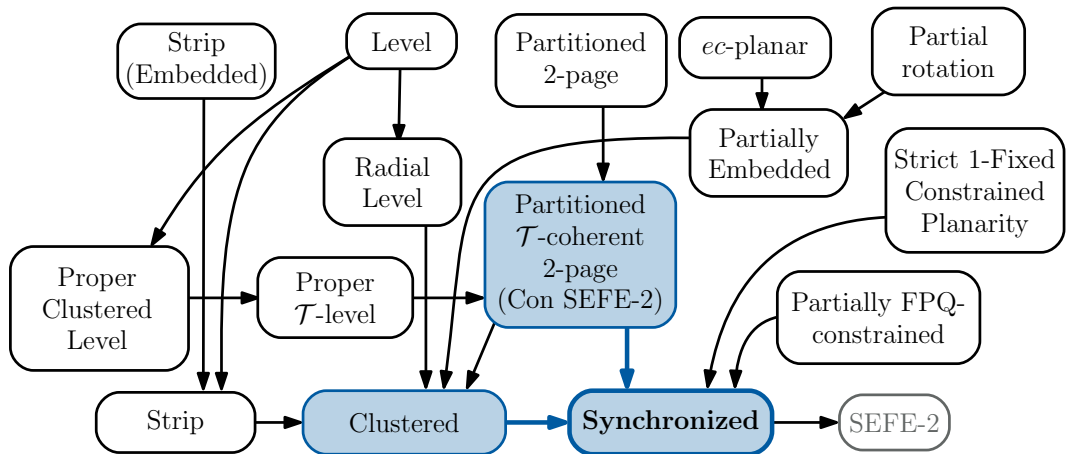 Strip
(Embedded)
Level
Partitioned
2-page
ec-planar
Partial
rotation
Radial
Level
Partially
Embedded
Strict 1-Fixed
Constrained
Planarity
Partitioned
𝒯-coherent
2-page
(Con SEFE-2)
Proper
Clustered
Level
Proper
𝒯-level
Partially FPQ-
constrained
Strip
Clustered
Synchronized
SEFE-2